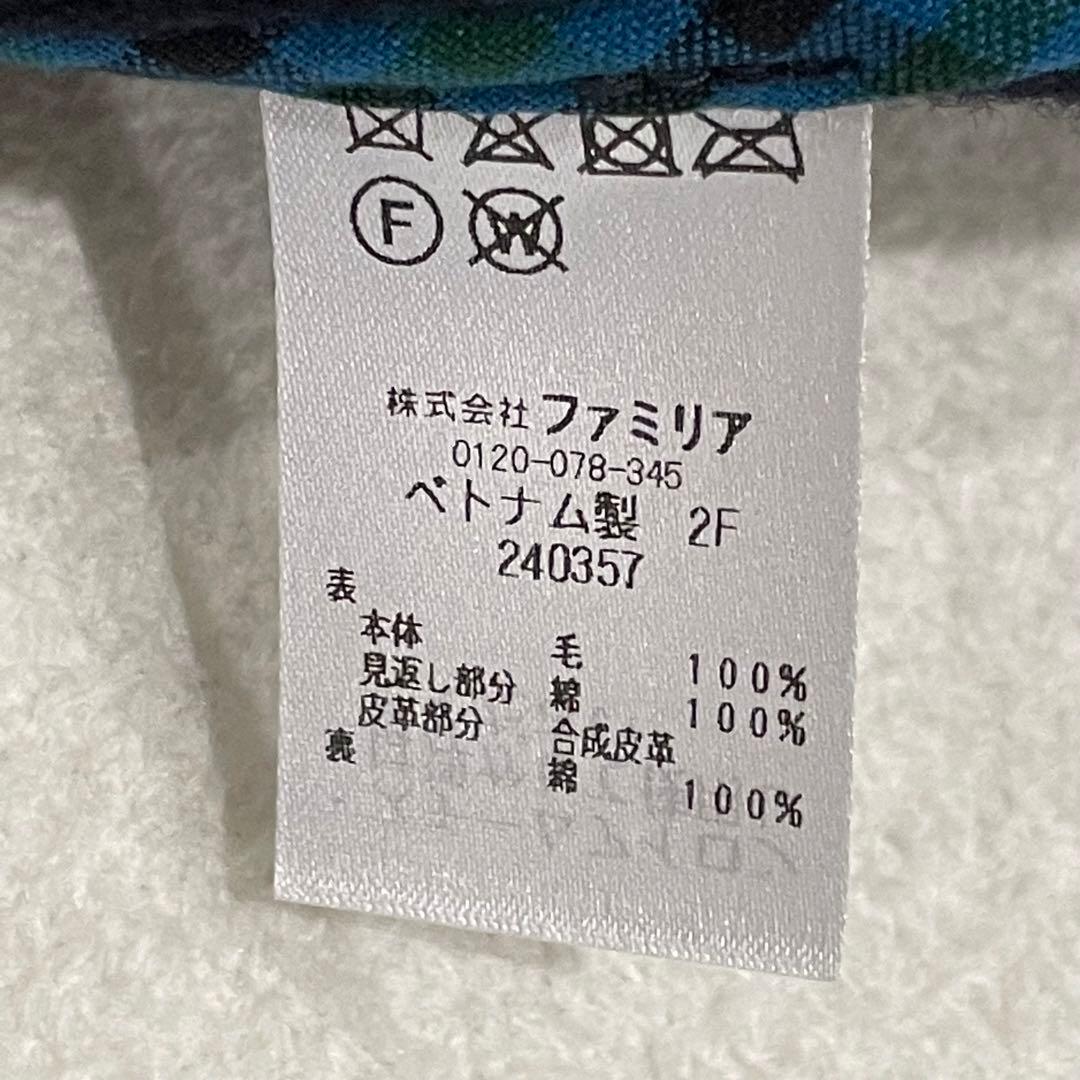 F W
株式会社 ファミリア
0120-078-345
ベトナム製 2F
240357
表
本体 毛 100%
見返し部分 綿 100%
皮革部分 合成皮革
裏 綿 100%